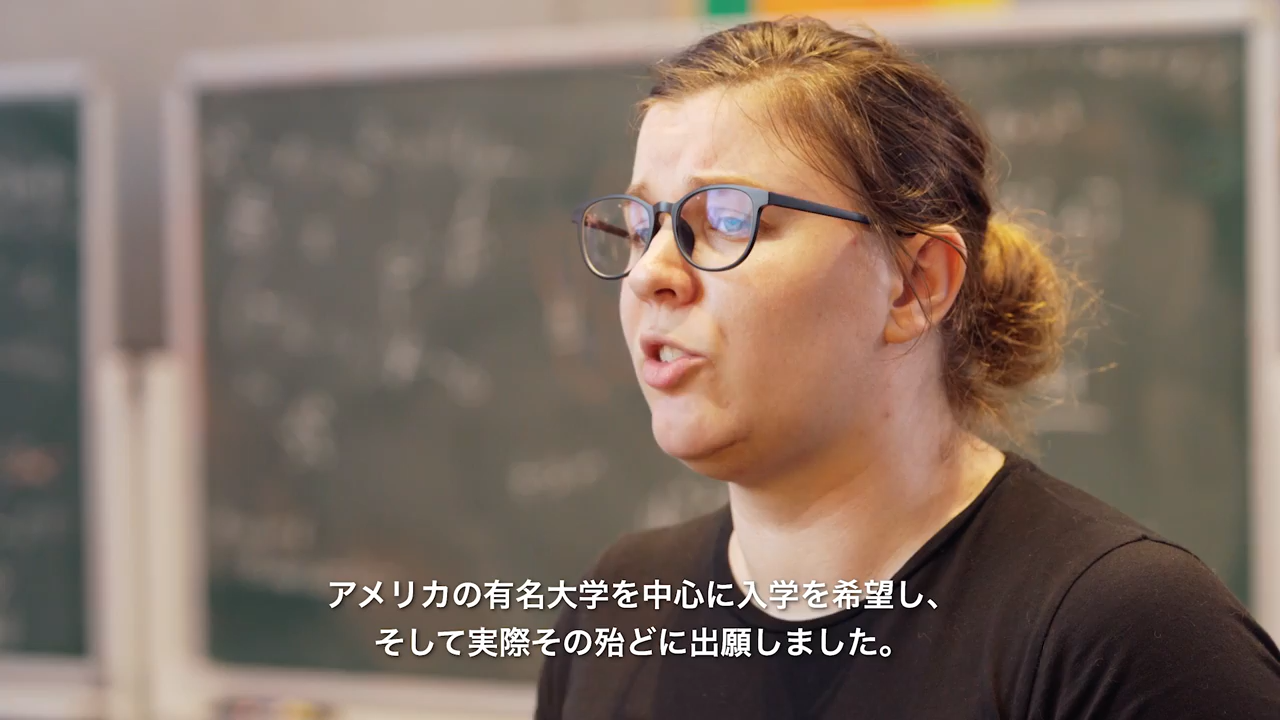 アメリカの有名大学を中心に入学を希望し、
そして実際その殆どに出願しました。